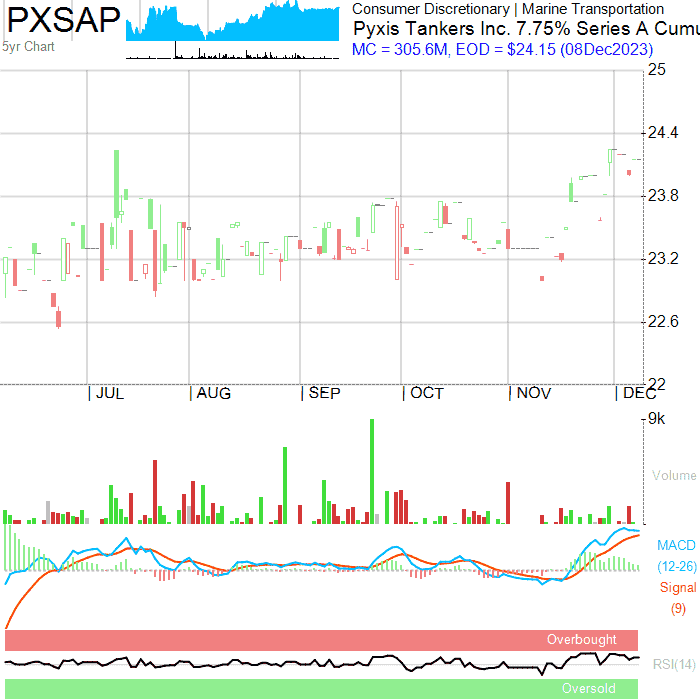 PXSAP
5yr Chart
Consumer Discretionary | Marine Transportation
Pyxis Tankers Inc. 7.75% Series A Cumu
MC = 305.6M, EOD = $24.15 (08Dec2023)
25
24.4
23.8
23.2
22.6
22
JUL AUG SEP OCT NOV DEC
9k
Volume
MACD
(12-26)
Signal
(9)
Overbought
RSI(14)
Oversold